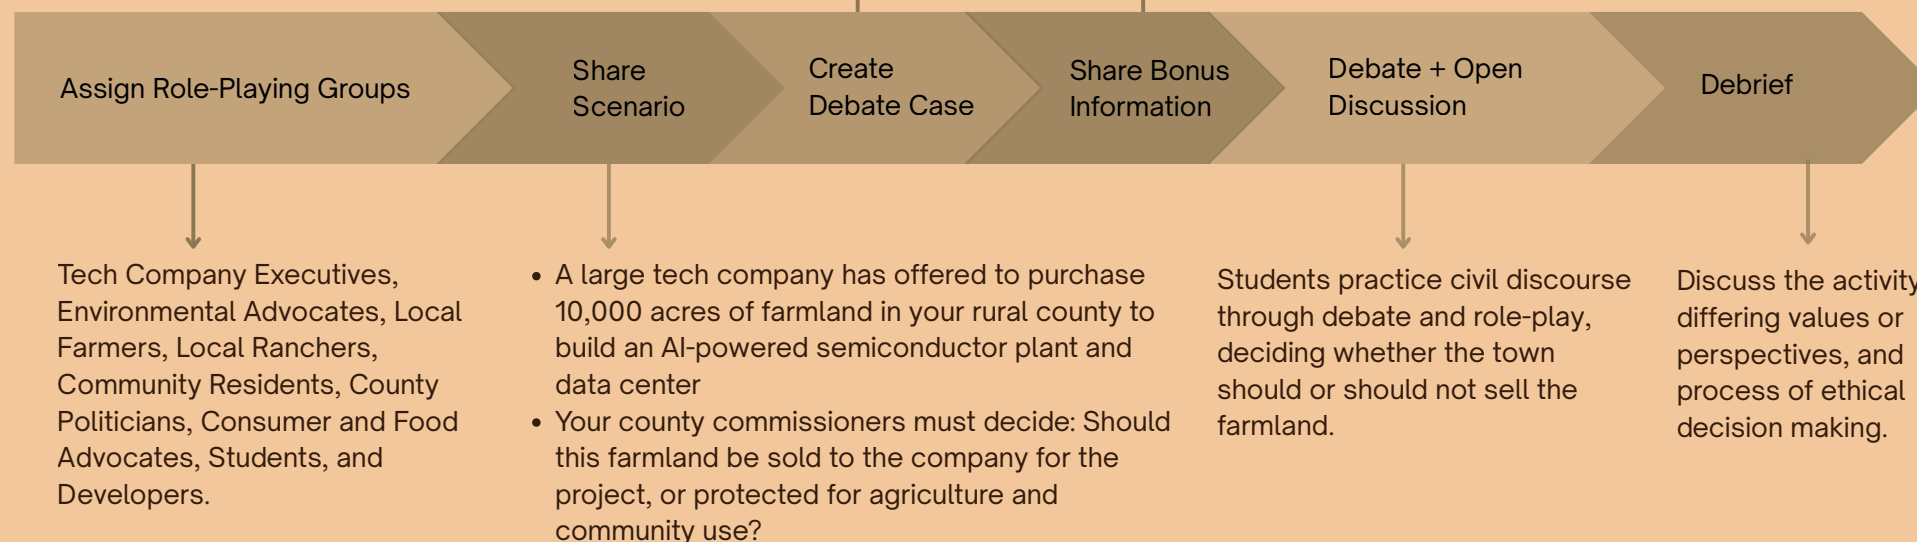 Assign Role-Playing Groups
Share
Scenario
Create
Debate Case
Share Bonus
Information
Debate + Open
Discussion
Debrief
Tech Company Executives,
Environmental Advocates, Local
Farmers, Local Ranchers,
Community Residents, County
Politicians, Consumer and Food
Advocates, Students, and
Developers.
• A large tech company has offered to purchase
10,000 acres of farmland in your rural county to
build an AI-powered semiconductor plant and
data center
• Your county commissioners must decide: Should
this farmland be sold to the company for the
project, or protected for agriculture and
community use?
Students practice civil discourse
through debate and role-play,
deciding whether the town
should or should not sell the
farmland.
Discuss the activity
differing values or
perspectives, and
process of ethical
decision making.